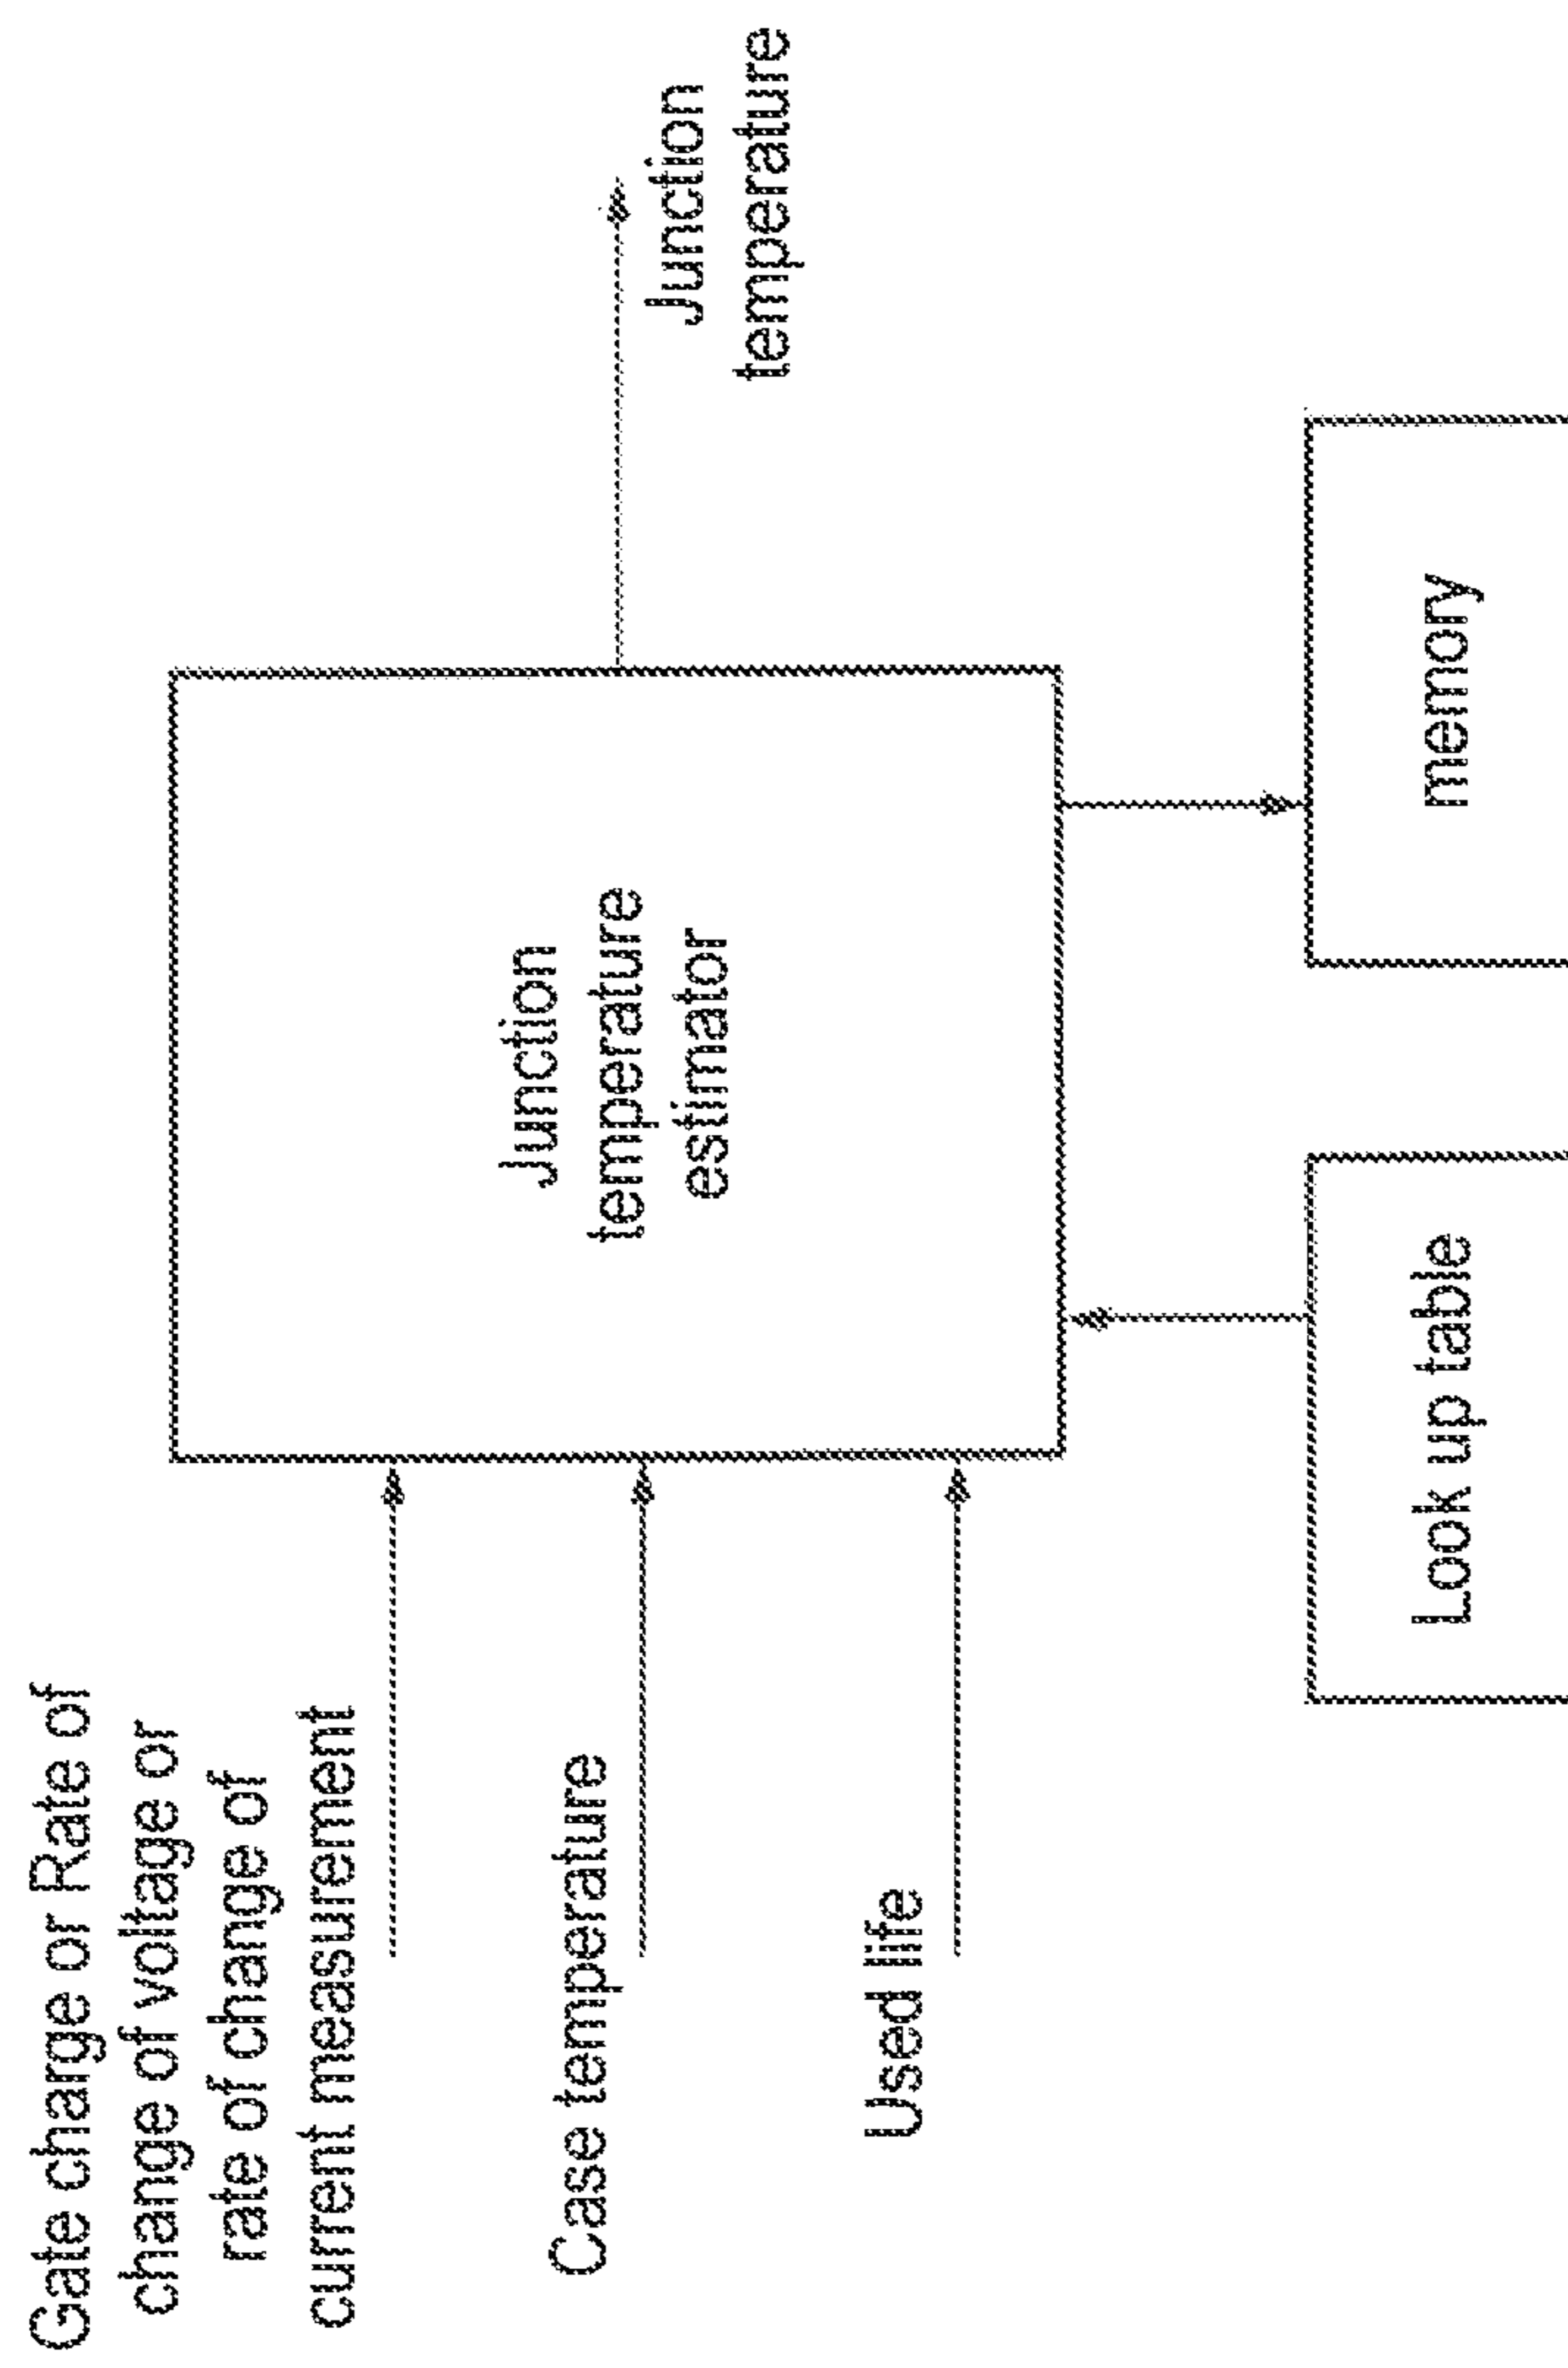 Gate charge or Rate of
change of voltage or
rate of change of
current measurement
Case temperature
Used life
Junction
temperature
estimator
Junction
temperature
Look up table
memory